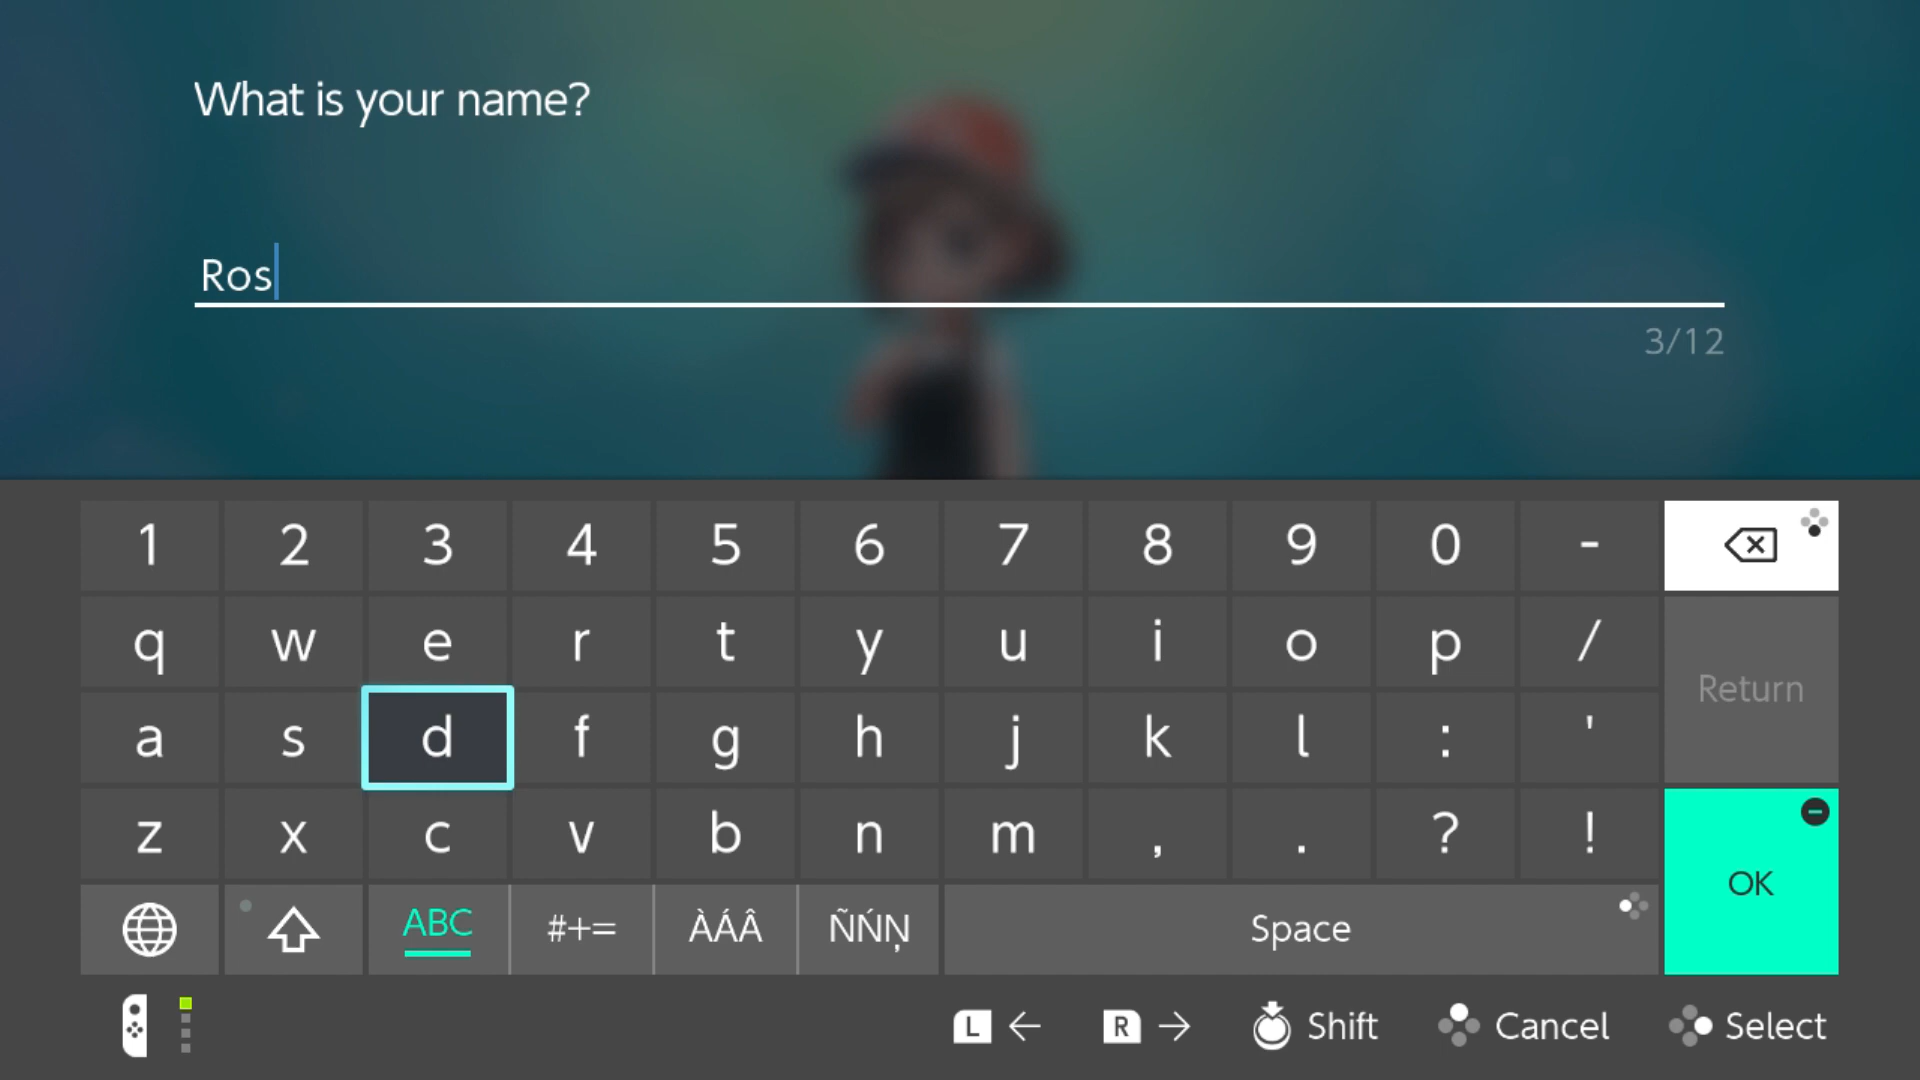 What is your name?
Ros
3/12
1 2 3 4 5 6 7 8 9 0 -
q w e r t y u i o p /
Return
a s d f g h j k l : '
z x c v b n m , . ? !
OK
ABC #+= ÀÁÂ ÑŃŅ Space
L ← R → Shift Cancel Select